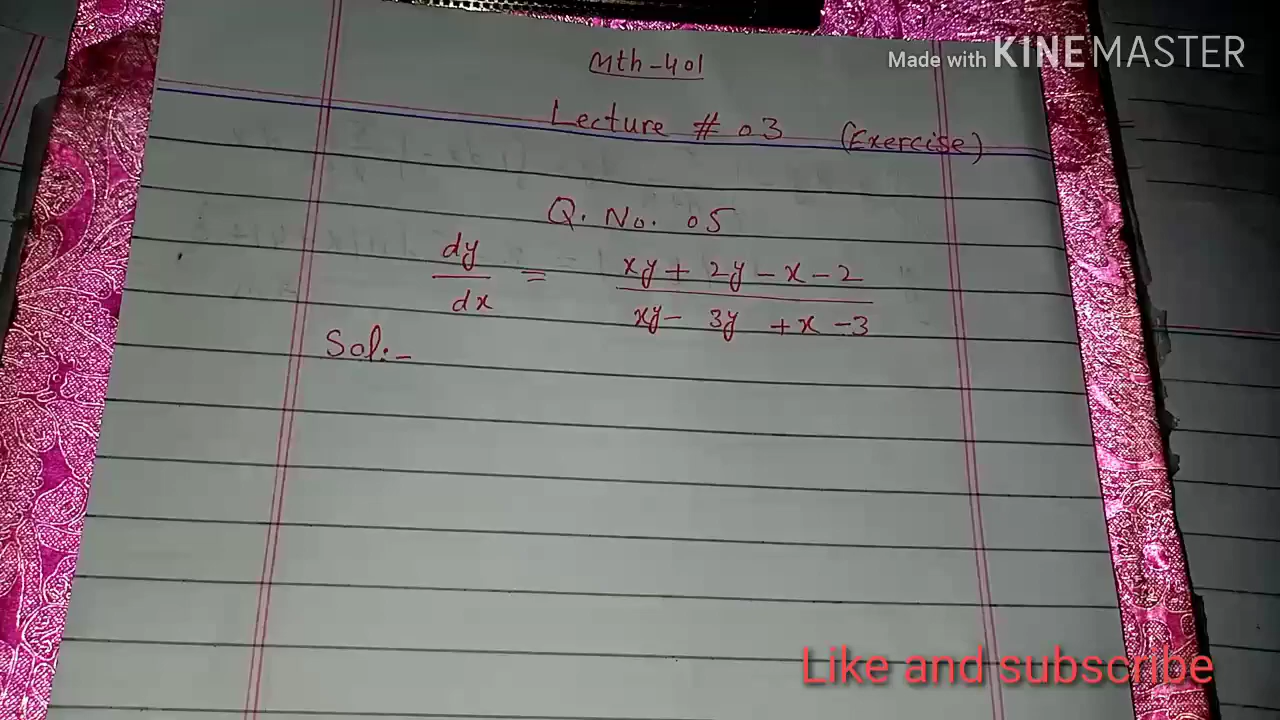 Made with KINEMASTER
Mth-401
Lecture # 03 (Exercise)
Q. No. 05
dy/dx = xy + 2y - x - 2 / xy - 3y + x - 3
Sol:-
Like and subscribe